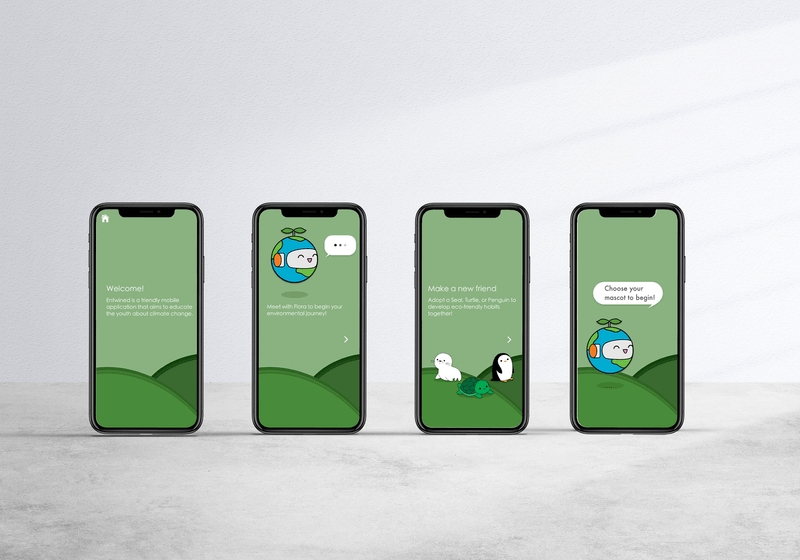 Welcome!
Entwined is a friendly mobile
application that aims to educate
the youth about climate change.
Meet with Flora to begin your
environmental journey!
Make a new friend
Adopt a Seal, Turtle, or Penguin to
develop eco-friendly habits
together!
Choose your
mascot to begin!